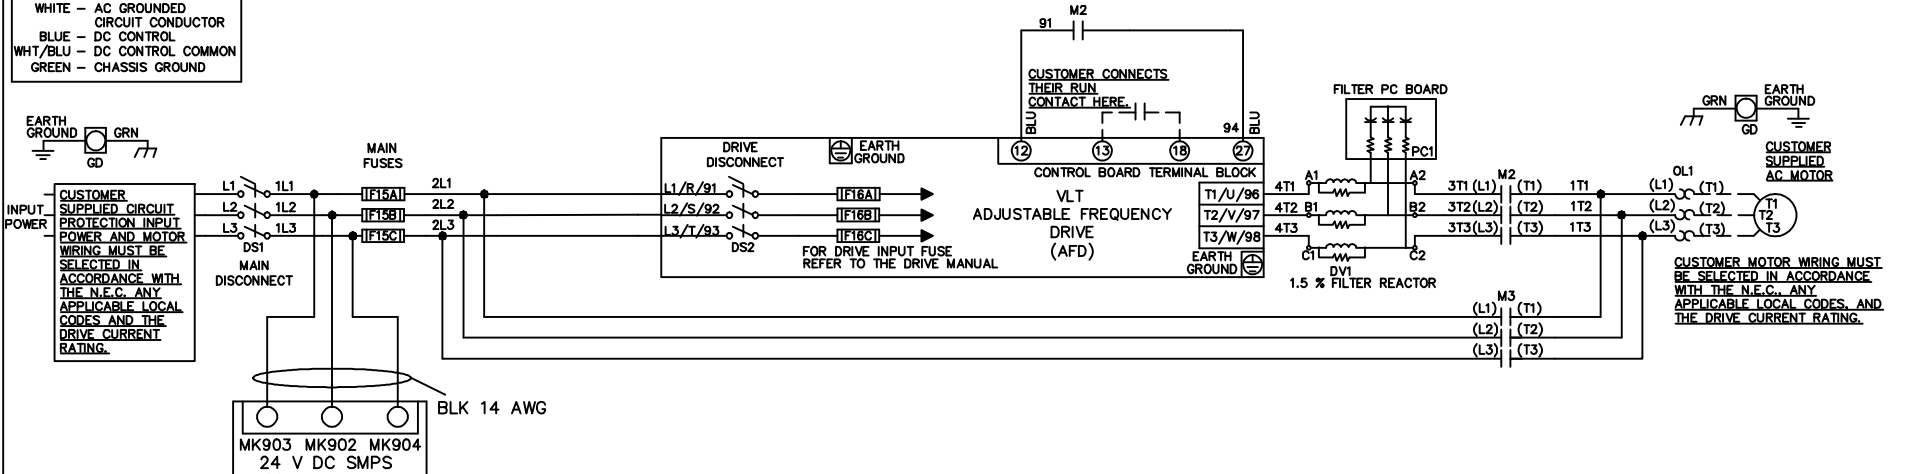 WHITE – AC GROUNDED
CIRCUIT CONDUCTOR
BLUE – DC CONTROL
WHT/BLU – DC CONTROL COMMON
GREEN – CHASSIS GROUND
EARTH
GROUND
GRN
GD
INPUT
POWER
CUSTOMER
SUPPLIED CIRCUIT
PROTECTION INPUT
POWER AND MOTOR
WIRING MUST BE
SELECTED IN
ACCORDANCE WITH
THE N.E.C. ANY
APPLICABLE LOCAL
CODES AND THE
DRIVE CURRENT
RATING.
L1
L2
L3
DS1
MAIN
DISCONNECT
1L1
1L2
1L3
MAIN
FUSES
F15A
F15B
F15C
2L1
2L2
2L3
BLK 14 AWG
MK903 MK902 MK904
24 V DC SMPS
L1/R/91
L2/S/92
L3/T/93
DRIVE
DISCONNECT
DS2
EARTH
GROUND
F16A
F16B
F16C
FOR DRIVE INPUT FUSE
REFER TO THE DRIVE MANUAL
91
M2
CUSTOMER CONNECTS
THEIR RUN
CONTACT HERE.
BLU
94
BLU
12
13
18
27
CONTROL BOARD TERMINAL BLOCK
VLT
ADJUSTABLE FREQUENCY
DRIVE
(AFD)
T1/U/96
T2/V/97
T3/W/98
EARTH
GROUND
4T1
4T2
4T3
A1
B1
C1
A2
B2
C2
DV1
1.5 % FILTER REACTOR
FILTER PC BOARD
PC1
M2
3T1 (L1) (T1)
3T2(L2) (T2)
3T3(L3) (T3)
1T1
1T2
1T3
M3
(L1) (T1)
(L2) (T2)
(L3) (T3)
OL1
(L1) (T1)
(L2) (T2)
(L3) (T3)
T1
T2
T3
GRN
EARTH
GROUND
GD
CUSTOMER
SUPPLIED
AC MOTOR
CUSTOMER MOTOR WIRING MUST
BE SELECTED IN ACCORDANCE
WITH THE N.E.C., ANY
APPLICABLE LOCAL CODES, AND
THE DRIVE CURRENT RATING.